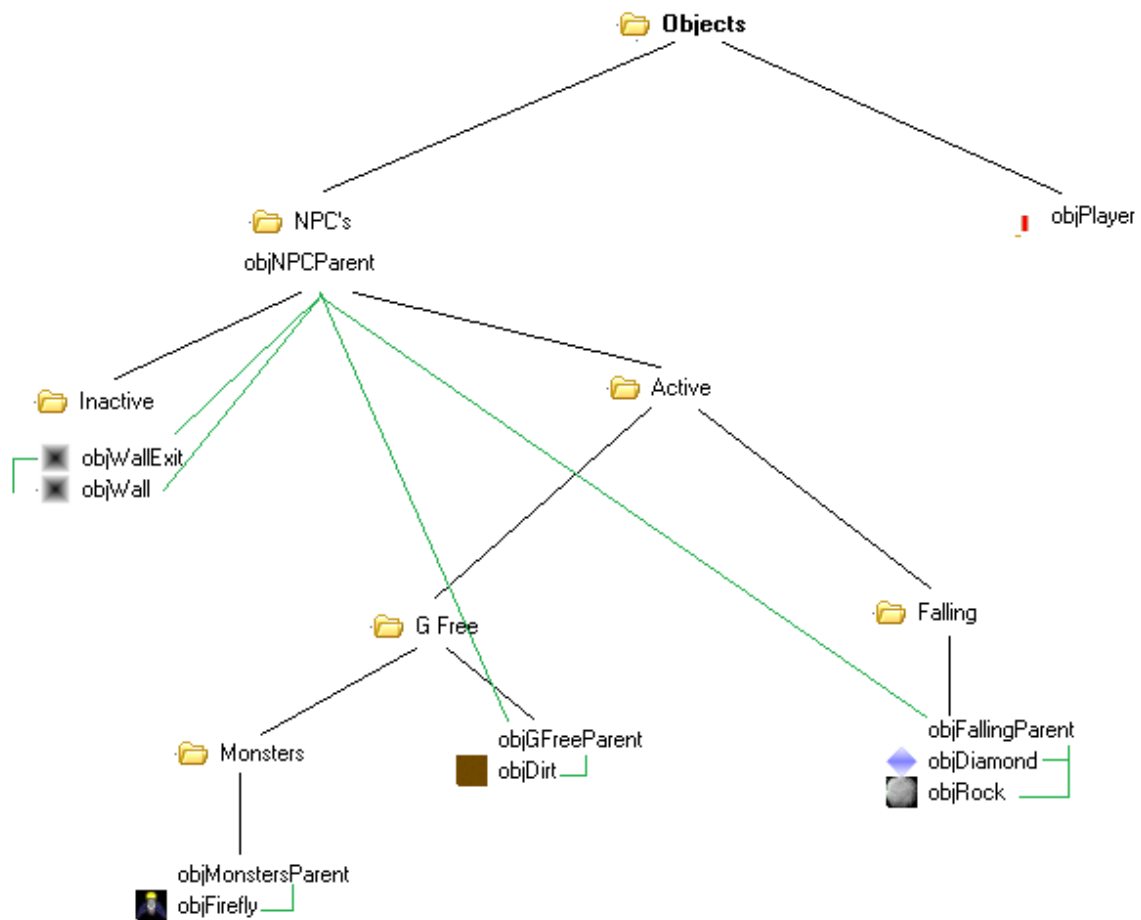 Objects
NPC's
objPlayer
objNPCParent
Inactive
Active
objWallExit
objWall
G Free
Falling
objFallingParent
objGFreeParent
Monsters
objDiamond
objDirt
objRock
objMonstersParent
objFirefly